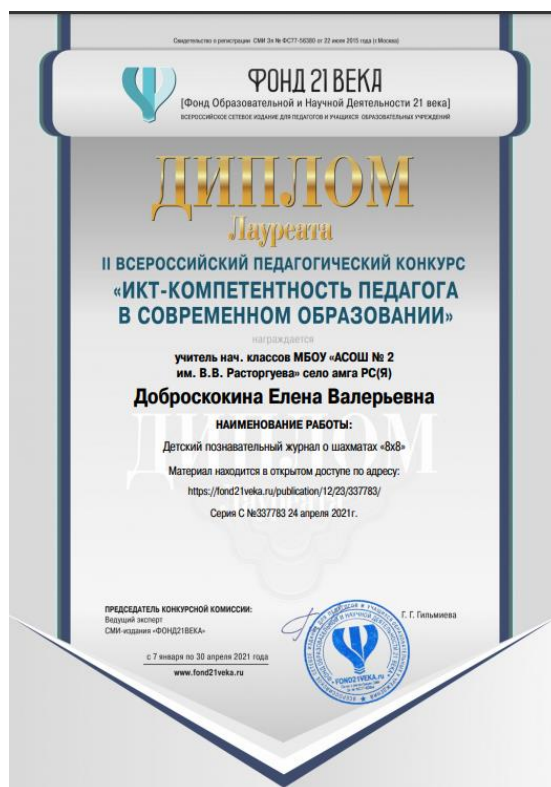 Свидетельство о регистрации СМИ Эл № ФС77-56380 от 22 июля 2015 года (г.Москва)
ФОНД 21 ВЕКА
[Фонд Образовательной и Научной Деятельности 21 века]
ВСЕРОССИЙСКОЕ СЕТЕВОЕ ИЗДАНИЕ ДЛЯ ПЕДАГОГОВ И УЧАЩИХСЯ ОБРАЗОВАТЕЛЬНЫХ УЧРЕЖДЕНИЙ
ДИПЛОМ
Лауреата
II ВСЕРОССИЙСКИЙ ПЕДАГОГИЧЕСКИЙ КОНКУРС
«ИКТ-КОМПЕТЕНТНОСТЬ ПЕДАГОГА
В СОВРЕМЕННОМ ОБРАЗОВАНИИ»
награждается
учитель нач. классов МБОУ «АСОШ № 2
им. В.В. Расторгуева» село амга РС(Я)
Доброскокина Елена Валерьевна
ДИПЛОМ
НАИМЕНОВАНИЕ РАБОТЫ:
Детский познавательный журнал о шахматах «8х8»
Материал находится в открытом доступе по адресу:
https://fond21veka.ru/publication/12/23/337783/
Серия С №337783 24 апреля 2021г.
ПРЕДСЕДАТЕЛЬ КОНКУРСНОЙ КОМИССИИ:
Ведущий эксперт
СМИ-издания «ФОНД21ВЕКА»
Г. Г. Гильмиева
FOND21VEKA.ru
с 7 января по 30 апреля 2021 года
www.fond21veka.ru